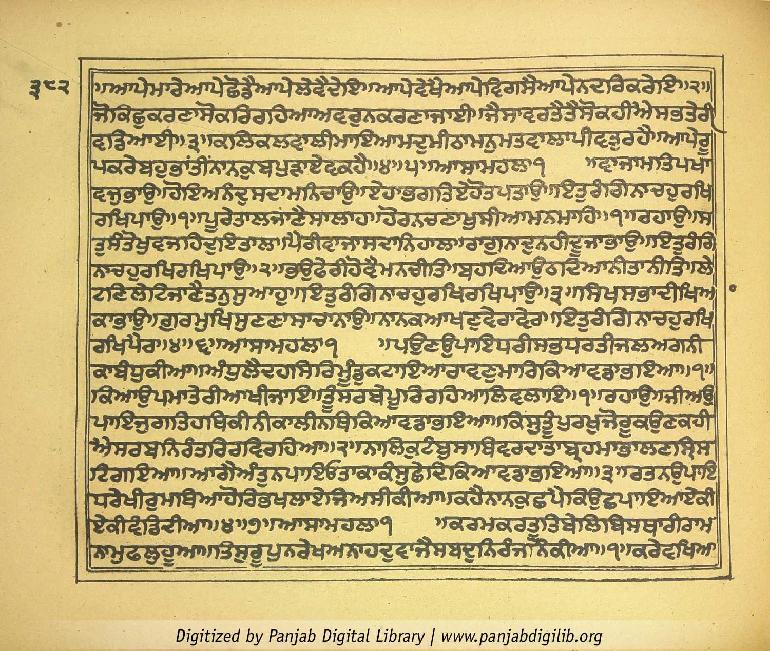 ੩੯੨
॥ਆਪੇਮਾਰੇਆਪੇਛੋਡੈਆਪੇਲੇਵੈਦੇਇ॥ਆਪੇਵੇਖੈਆਪੇਵਿਗਸੈਆਪੇਨਦਰਿਕਰੇਇ॥੨॥
ਜੋਕਿਛੁਕਰਣਾਸੋਕਰਿਰਹਿਆਅਵਰੁਨਕਰਣਾਜਾਈ॥ਜੈਸਾਵਰਤੈਤੈਸੋਕਹੀਐਸਭਤੇਰੀ
ਵਡਿਆਈ॥੩॥ਕਲਿਕਲਵਾਲੀਮਾਇਆਮਦੁਮੀਠਾਮਨੁਮਤਵਾਲਾਪੀਵਤੁਰਹੈ॥ਆਪੇਰੂ
ਪਕਰੇਬਹੁਭਾਂਤੀਂਨਾਨਕੁਬਪੁੜਾਏਵਕਹੈ॥੪॥੫॥ਆਸਾਮਹਲਾ੧ ॥ਵਾਜਾਮਤਿਪਖਾ
ਵਜੁਭਾਉ॥ਹੋਇਅਨੰਦੁਸਦਾਮਨਿਚਾਉ॥ਏਹਾਭਗਤਿਏਹੋਤਪਤਾਉ॥ਇਤੁਰੰਗਿਨਾਚਹੁਰਖਿ
ਰਖਿਪਾਉ॥੧॥ਪੂਰੇਤਾਲਜਾਣੈਸਾਲਾਹ॥ਹੋਰੁਨਚਣਾਖੁਸੀਆਮਨਮਾਹਿ॥੧॥ਰਹਾਉ॥ਸ
ਤੁਸੰਤੋਖੁਵਜਹਿਦੁਇਤਾਲ॥ਪੈਰੀਵਾਜਾਸਦਾਨਿਹਾਲ॥ਰਾਗੁਨਾਦੁਨਹੀਦੂਜਾਭਾਉ॥ਇਤੁਰੰਗਿ
ਨਾਚਹੁਰਖਿਰਖਿਪਾਉ॥੨॥ਭਉਫੇਰੀਹੋਵੈਮਨਚੀਤਿ॥ਬਹਦਿਆਉਠਦਿਆਨੀਤਾਨੀਤਿ॥ਲੇ
ਟਣਿਲੇਟਿਜਾਣੈਤਨੁਸੁਆਹੁ॥ਇਤੁਰੰਗਿਨਾਚਹੁਰਖਿਰਖਿਪਾਉ॥੩॥ਸਿਖਸਭਾਦੀਖਿਆ
ਕਾਭਾਉ॥ਗੁਰਮੁਖਿਸੁਣਣਾਸਾਚਾਨਾਉ॥ਨਾਨਕਆਖਣੁਵੇਰਾਵੇਰ॥ਇਤੁਰੰਗਿਨਾਚਹੁਰਖਿ
ਰਖਿਪੈਰ॥੪॥੬॥ਆਸਾਮਹਲਾ੧ ॥ਪਉਣੁਉਪਾਇਧਰੀਸਭਧਰਤੀਜਲਅਗਨੀ
ਕਾਬੰਧੁਕੀਆ॥ਅੰਧੁਲੈਦਹਸਿਰਿਮੂੰਡੁਕਟਾਇਆਰਾਵਣੁਮਾਰਿਕਿਆਵਡਾਭਇਆ॥੧॥
ਕਿਆਉਪਮਾਤੇਰੀਆਖੀਜਾਇ॥ਤੂੰਸਰਬੇਪੂਰਿਰਹਿਆਲਿਵਲਾਇ॥੧॥ਰਹਾਉ॥ਜੀਅਉ
ਪਾਇਜੁਗਤਿਹਥਿਕੀਨੀਕਾਲੀਨਥਿਕਿਆਵਡਾਭਇਆ॥ਕਿਸੁਤੂੰਪੁਰਖੁਜੋਰੂਕਉਣਕਹੀ
ਐਸਰਬਨਿਰੰਤਰਿਰਵਿਰਹਿਆ॥੨॥ਨਾਲਿਕੁਟੰਬੁਸਾਥਿਵਰਦਾਤਾਬ੍ਰਹਮਾਭਾਲਣਸ੍ਰਿਸ
ਟਿਗਇਆ॥ਆਗੈਅੰਤੁਨਪਾਇਓਤਾਕਾਕੰਸੁਛੇਦਿਕਿਆਵਡਾਭਇਆ॥੩॥ਰਤਨਉਪਾਇ
ਧਰੇਖੀਰੁਮਥਿਆਹੋਰਿਭਖਲਾਏਜਿਅਸੀਕੀਆ॥ਕਹੈਨਾਨਕੁਛਪੈਕਿਉਛਪਾਇਆਏਕੀ
ਏਕੀਵੰਡਿਦੀਆ॥੪॥੭॥ਆਸਾਮਹਲਾ੧ ॥ਕਰਮਕਰਤੂਤਿਬੇਲਿਬਿਸਥਾਰੀਰਾਮ
ਨਾਮੁਫਲੁਹੂਆ॥ਤਿਸੁਰੂਪੁਨਰੇਖਅਨਾਹਦੁਵਾਜੈਸਬਦੁਨਿਰੰਜਨਿਕੀਆ॥੧॥ਕਰੇਵਖਿਆ
Digitized by Panjab Digital Library | www.panjabdigilib.org